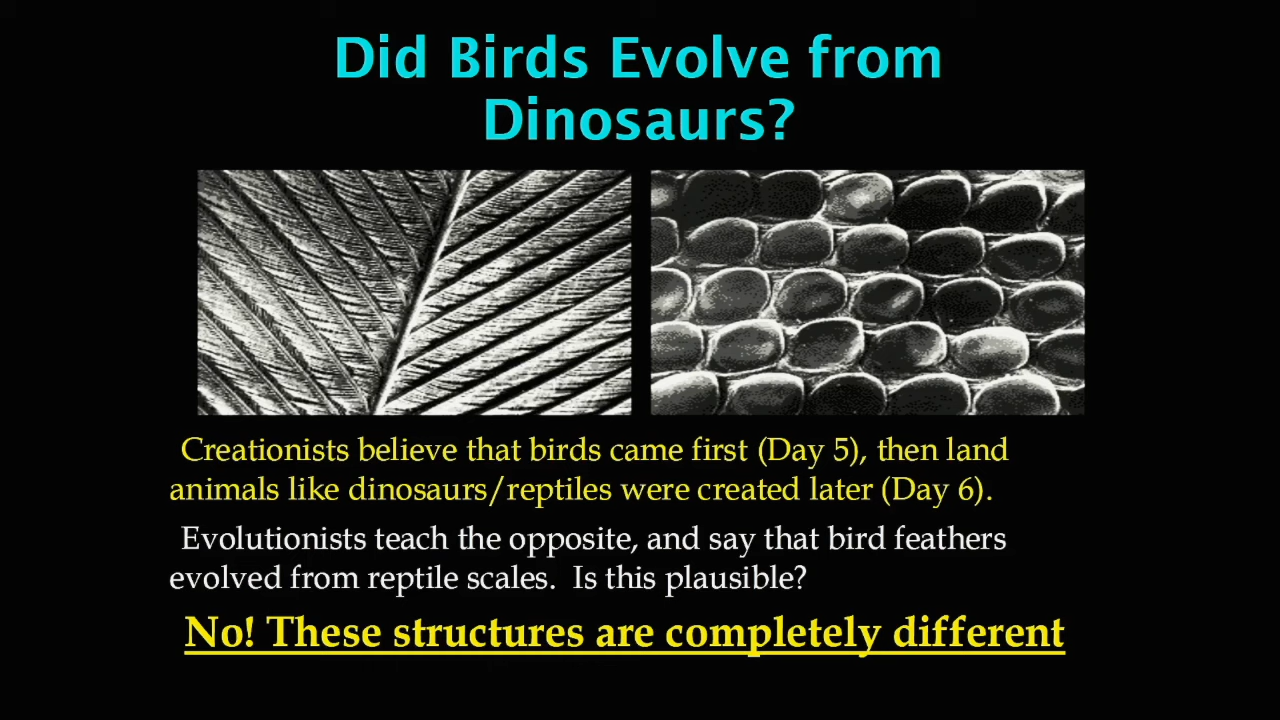 Did Birds Evolve from
Dinosaurs?
Creationists believe that birds came first (Day 5), then land
animals like dinosaurs/reptiles were created later (Day 6).
Evolutionists teach the opposite, and say that bird feathers
evolved from reptile scales.  Is this plausible?
No! These structures are completely different